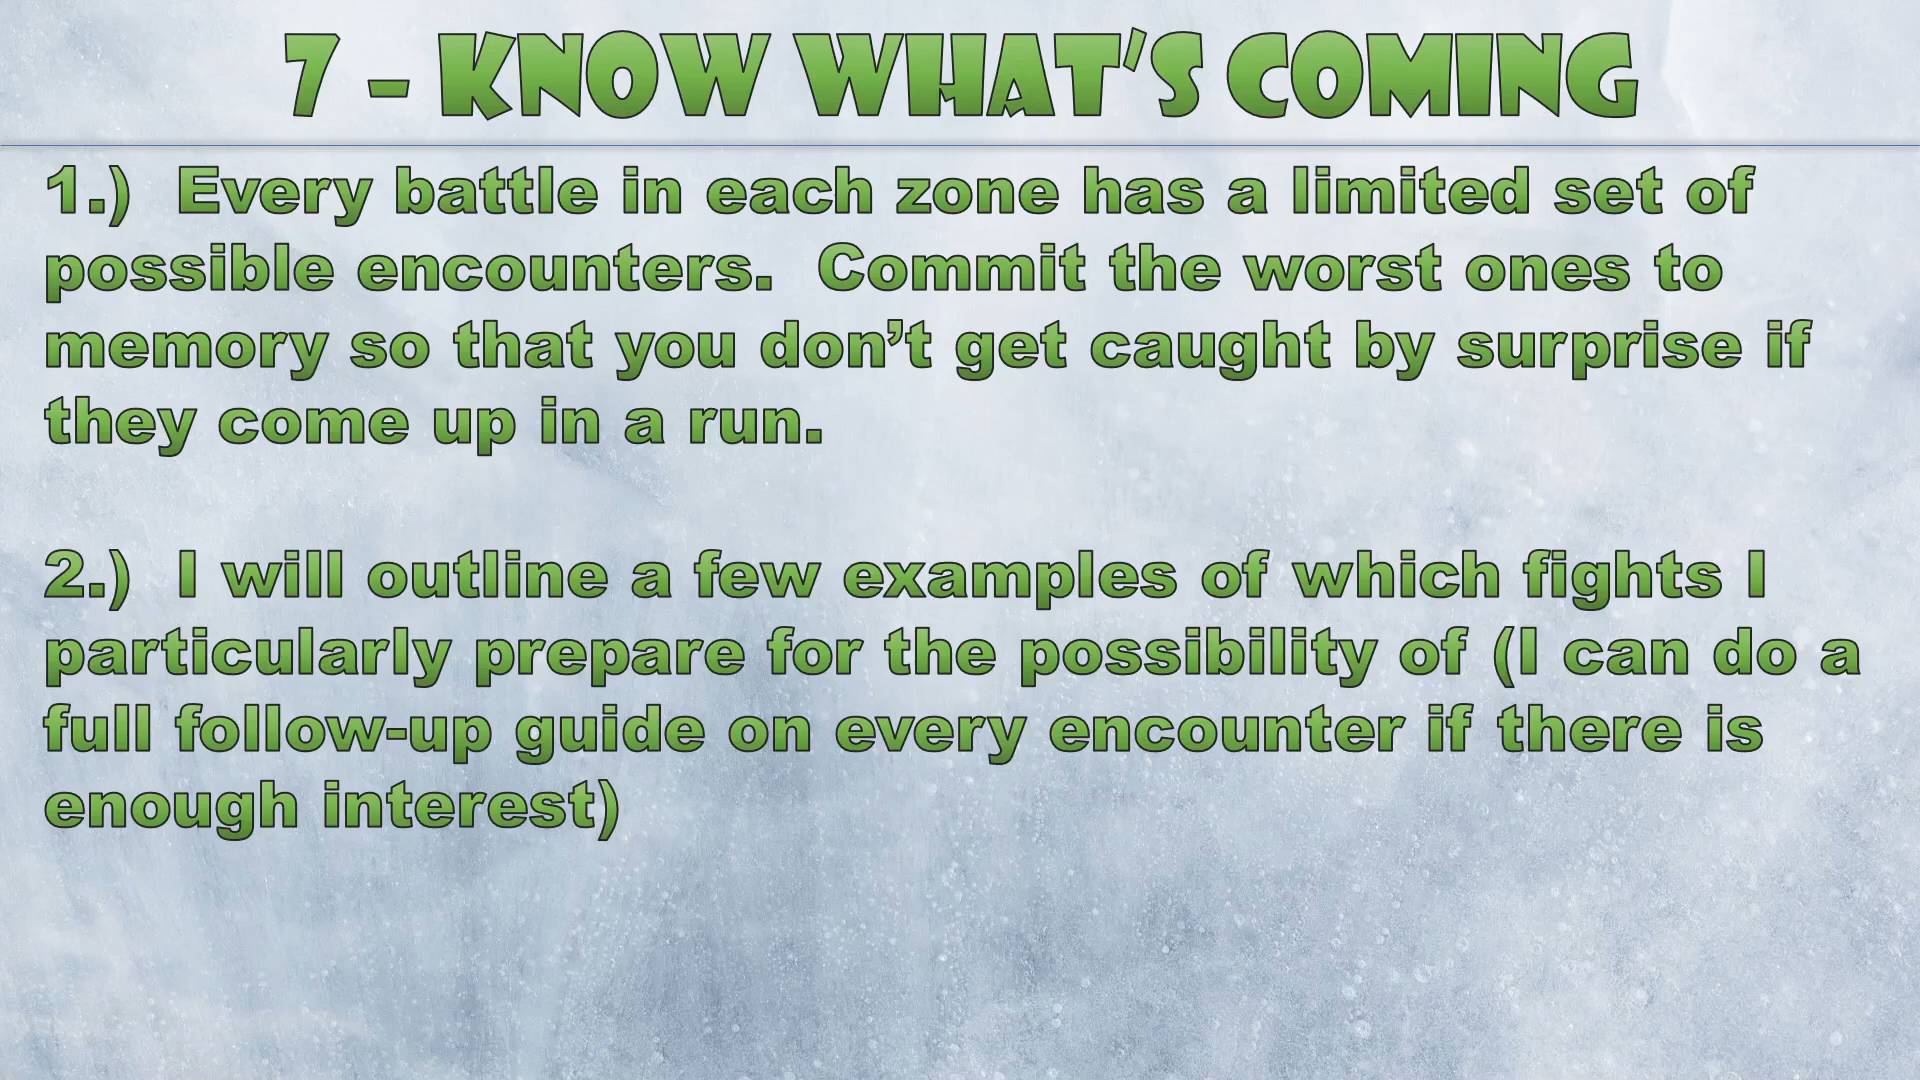 7 – KNOW WHAT’S COMING
1.)  Every battle in each zone has a limited set of
possible encounters.  Commit the worst ones to
memory so that you don’t get caught by surprise if
they come up in a run.
2.)  I will outline a few examples of which fights I
particularly prepare for the possibility of (I can do a
full follow-up guide on every encounter if there is
enough interest)